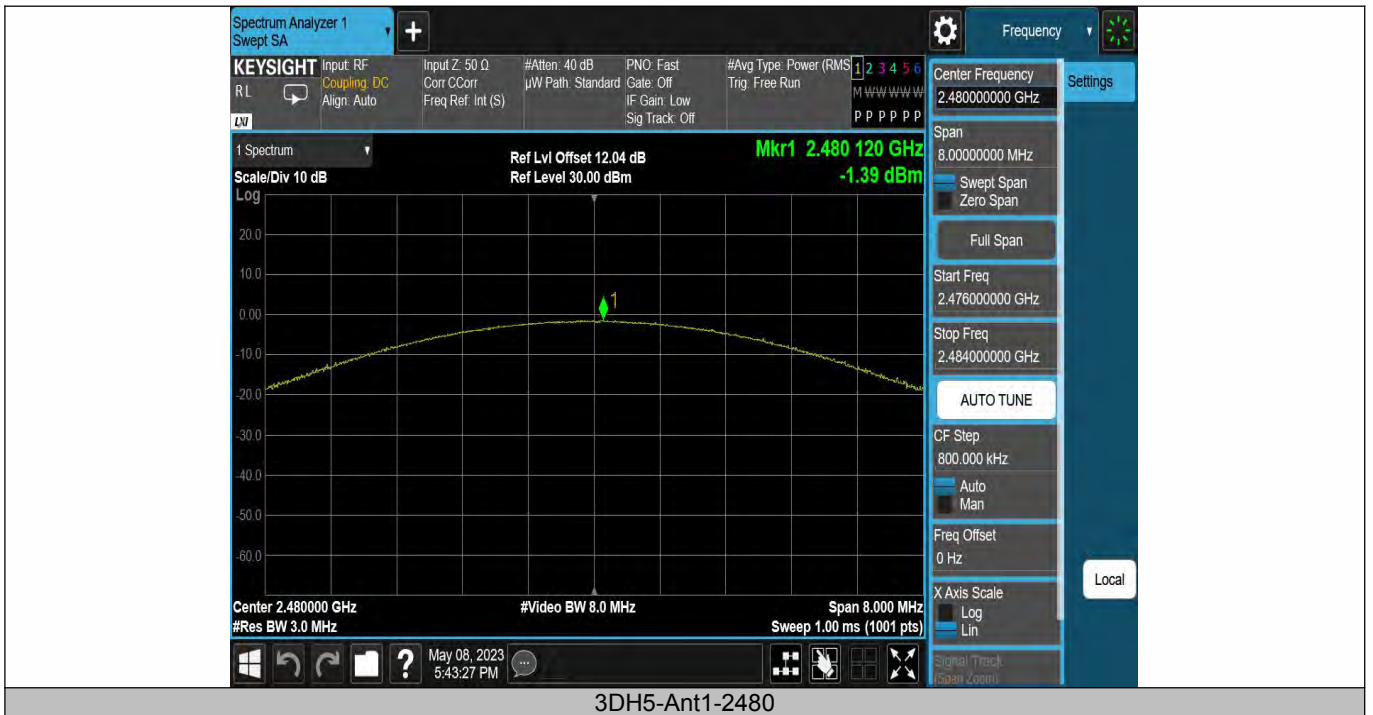 Spectrum Analyzer 1
Swept SA
+
Frequency
KEYSIGHT
RL
LXI
Input: RF
Coupling: DC
Align: Auto
Input Z: 50 Ω
Corr CCorr
Freq Ref: Int (S)
#Atten: 40 dB
µW Path: Standard
PNO: Fast
Gate: Off
IF Gain: Low
Sig Track: Off
#Avg Type: Power (RMS
Trig: Free Run
1 2 3 4 5 6
M W W W W W
P P P P P P
1 Spectrum
Scale/Div 10 dB
Ref Lvl Offset 12.04 dB
Ref Level 30.00 dBm
Mkr1 2.480 120 GHz
-1.39 dBm
Log
20.0
10.0
0.00
-10.0
-20.0
-30.0
-40.0
-50.0
-60.0
1
Center 2.480000 GHz
#Res BW 3.0 MHz
#Video BW 8.0 MHz
Span 8.000 MHz
Sweep 1.00 ms (1001 pts)
Center Frequency
2.480000000 GHz
Settings
Span
8.00000000 MHz
Swept Span
Zero Span
Full Span
Start Freq
2.476000000 GHz
Stop Freq
2.484000000 GHz
AUTO TUNE
CF Step
800.000 kHz
Auto
Man
Freq Offset
0 Hz
X Axis Scale
Log
Lin
Signal Track
(Span Zoom)
Local
?
May 08, 2023
5:43:27 PM
3DH5-Ant1-2480